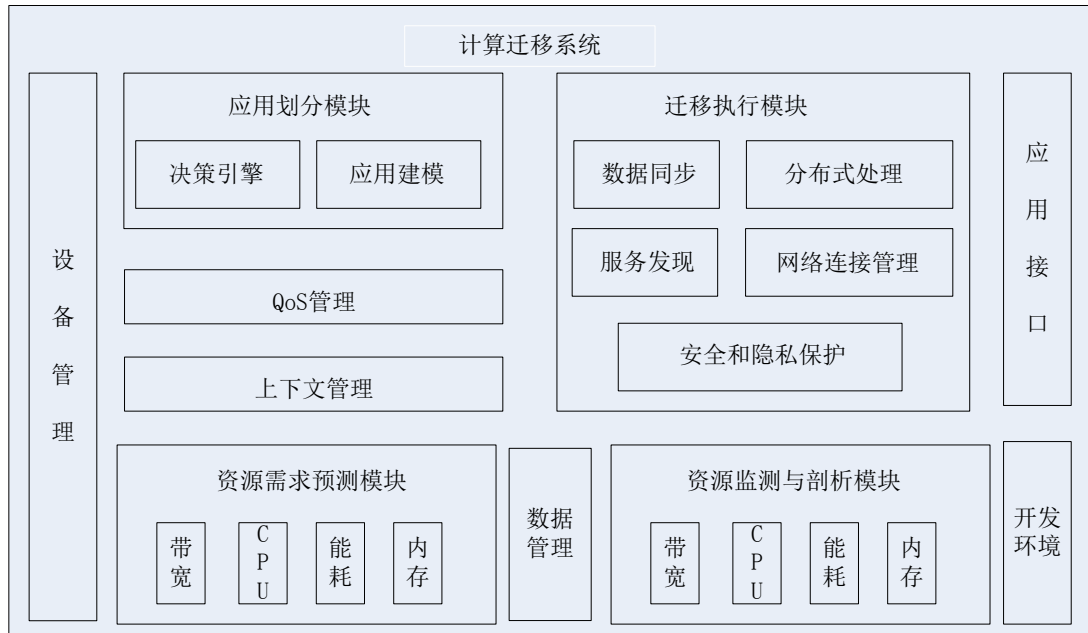 计算迁移系统
设备管理
应用划分模块
决策引擎
应用建模
QoS管理
上下文管理
迁移执行模块
数据同步
分布式处理
服务发现
网络连接管理
安全和隐私保护
应用接口
资源需求预测模块
带宽
CPU
能耗
内存
数据
管理
资源监测与剖析模块
带宽
CPU
能耗
内存
开发
环境